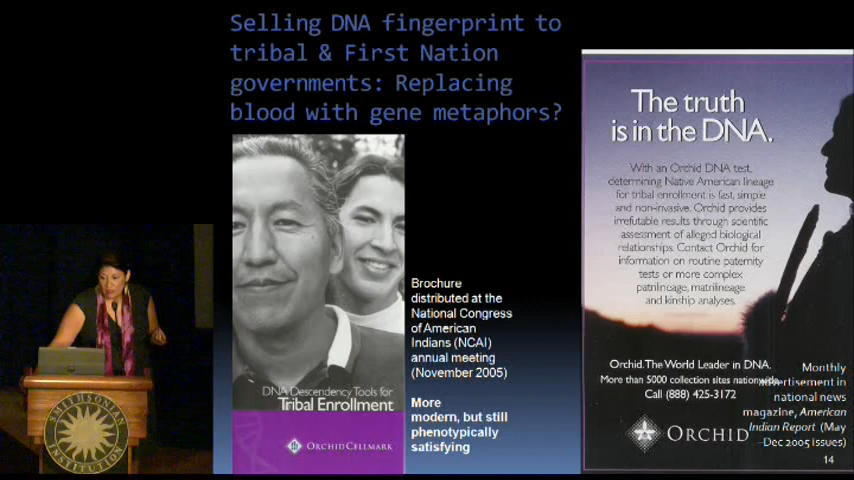 Selling DNA fingerprint to
tribal & First Nation
governments: Replacing
blood with gene metaphors?
DNA Descendency Tools for
Tribal Enrollment
ORCHIDCELLMARK
Brochure
distributed at the
National Congress
of American
Indians (NCAI)
annual meeting
(November 2005)
More
modern, but still
phenotypically
satisfying
The truth
is in the DNA.
With an Orchid DNA test,
determining Native American lineage
for tribal enrollment is fast, simple
and non-invasive. Orchid provides
irrefutable results through scientific
assessment of alleged biological
relationships. Contact Orchid for
information on routine paternity
tests or more complex
patrilineage, matrilineage
and kinship analyses.
Orchid. The World Leader in DNA.
More than 5000 collection sites nationwide.
Call (888) 425-3172
ORCHID
Monthly
advertisement in
national news
magazine, American
Indian Report (May
-Dec 2005 issues)
14
SMITHSONIAN
INSTITUTION